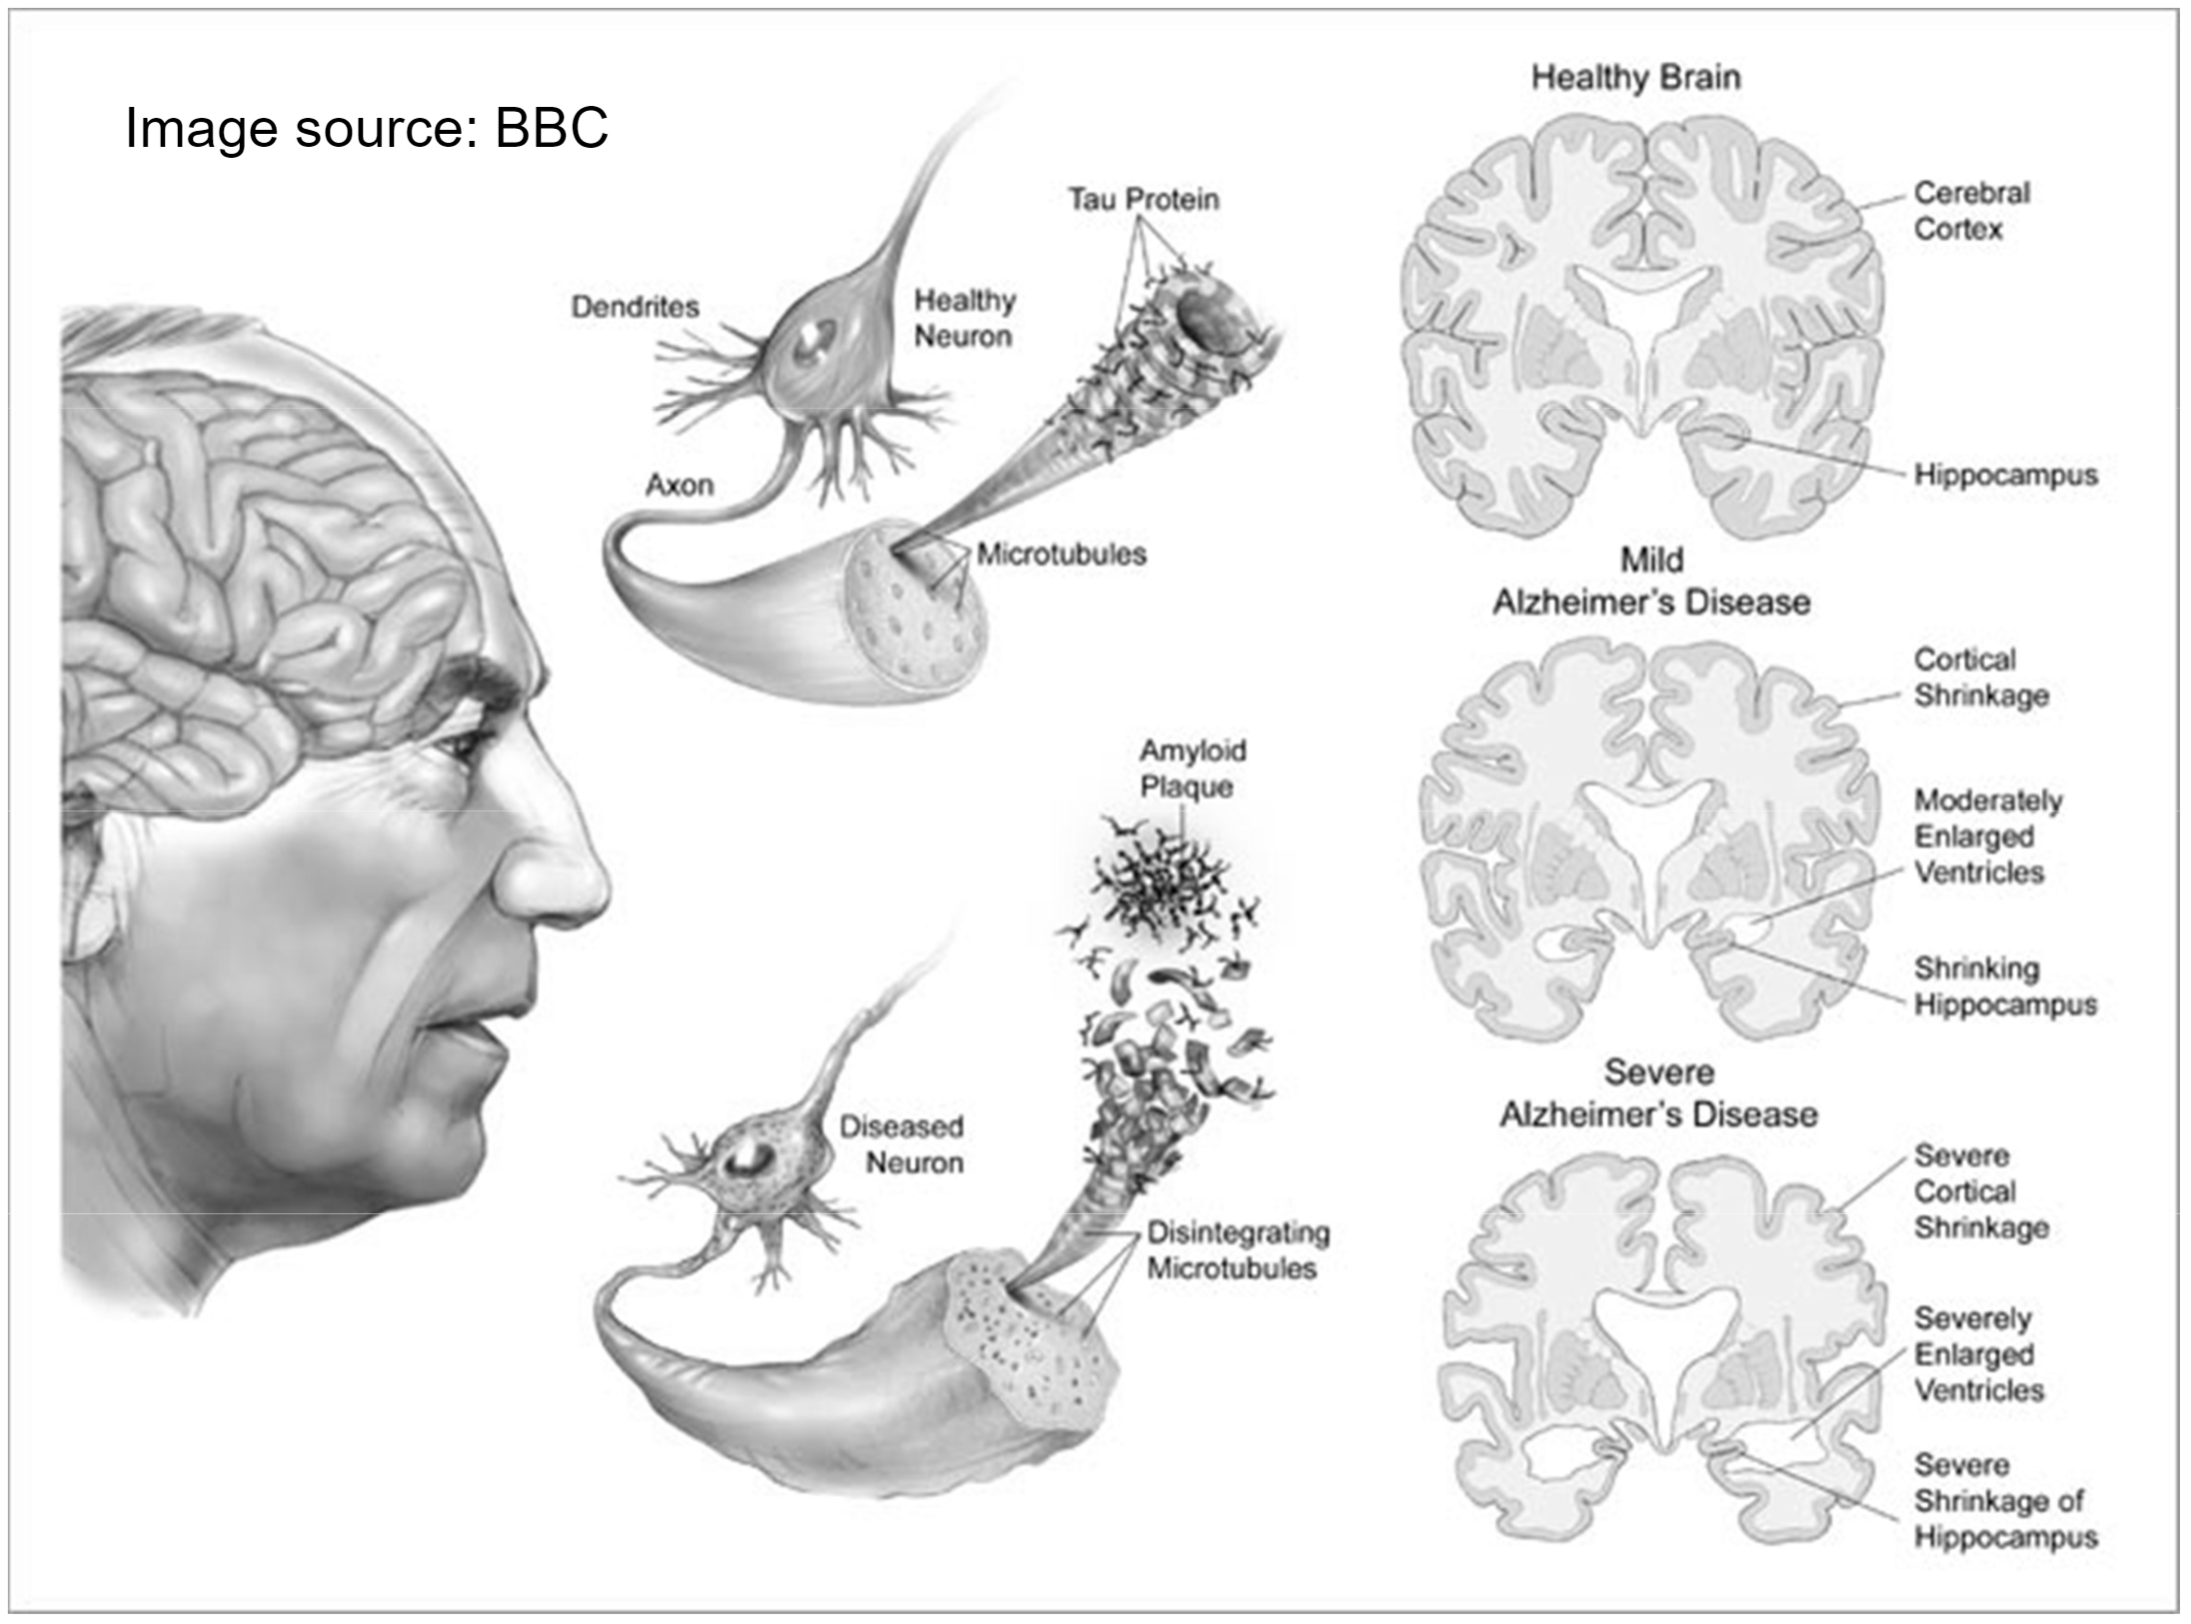 Image source: BBC
Tau Protein
Dendrites
Healthy
Neuron
Axon
Microtubules
Amyloid
Plaque
Diseased
Neuron
Disintegrating
Microtubules
Healthy Brain
Cerebral
Cortex
Hippocampus
Mild
Alzheimer's Disease
Cortical
Shrinkage
Moderately
Enlarged
Ventricles
Shrinking
Hippocampus
Severe
Alzheimer's Disease
Severe
Cortical
Shrinkage
Severely
Enlarged
Ventricles
Severe
Shrinkage of
Hippocampus